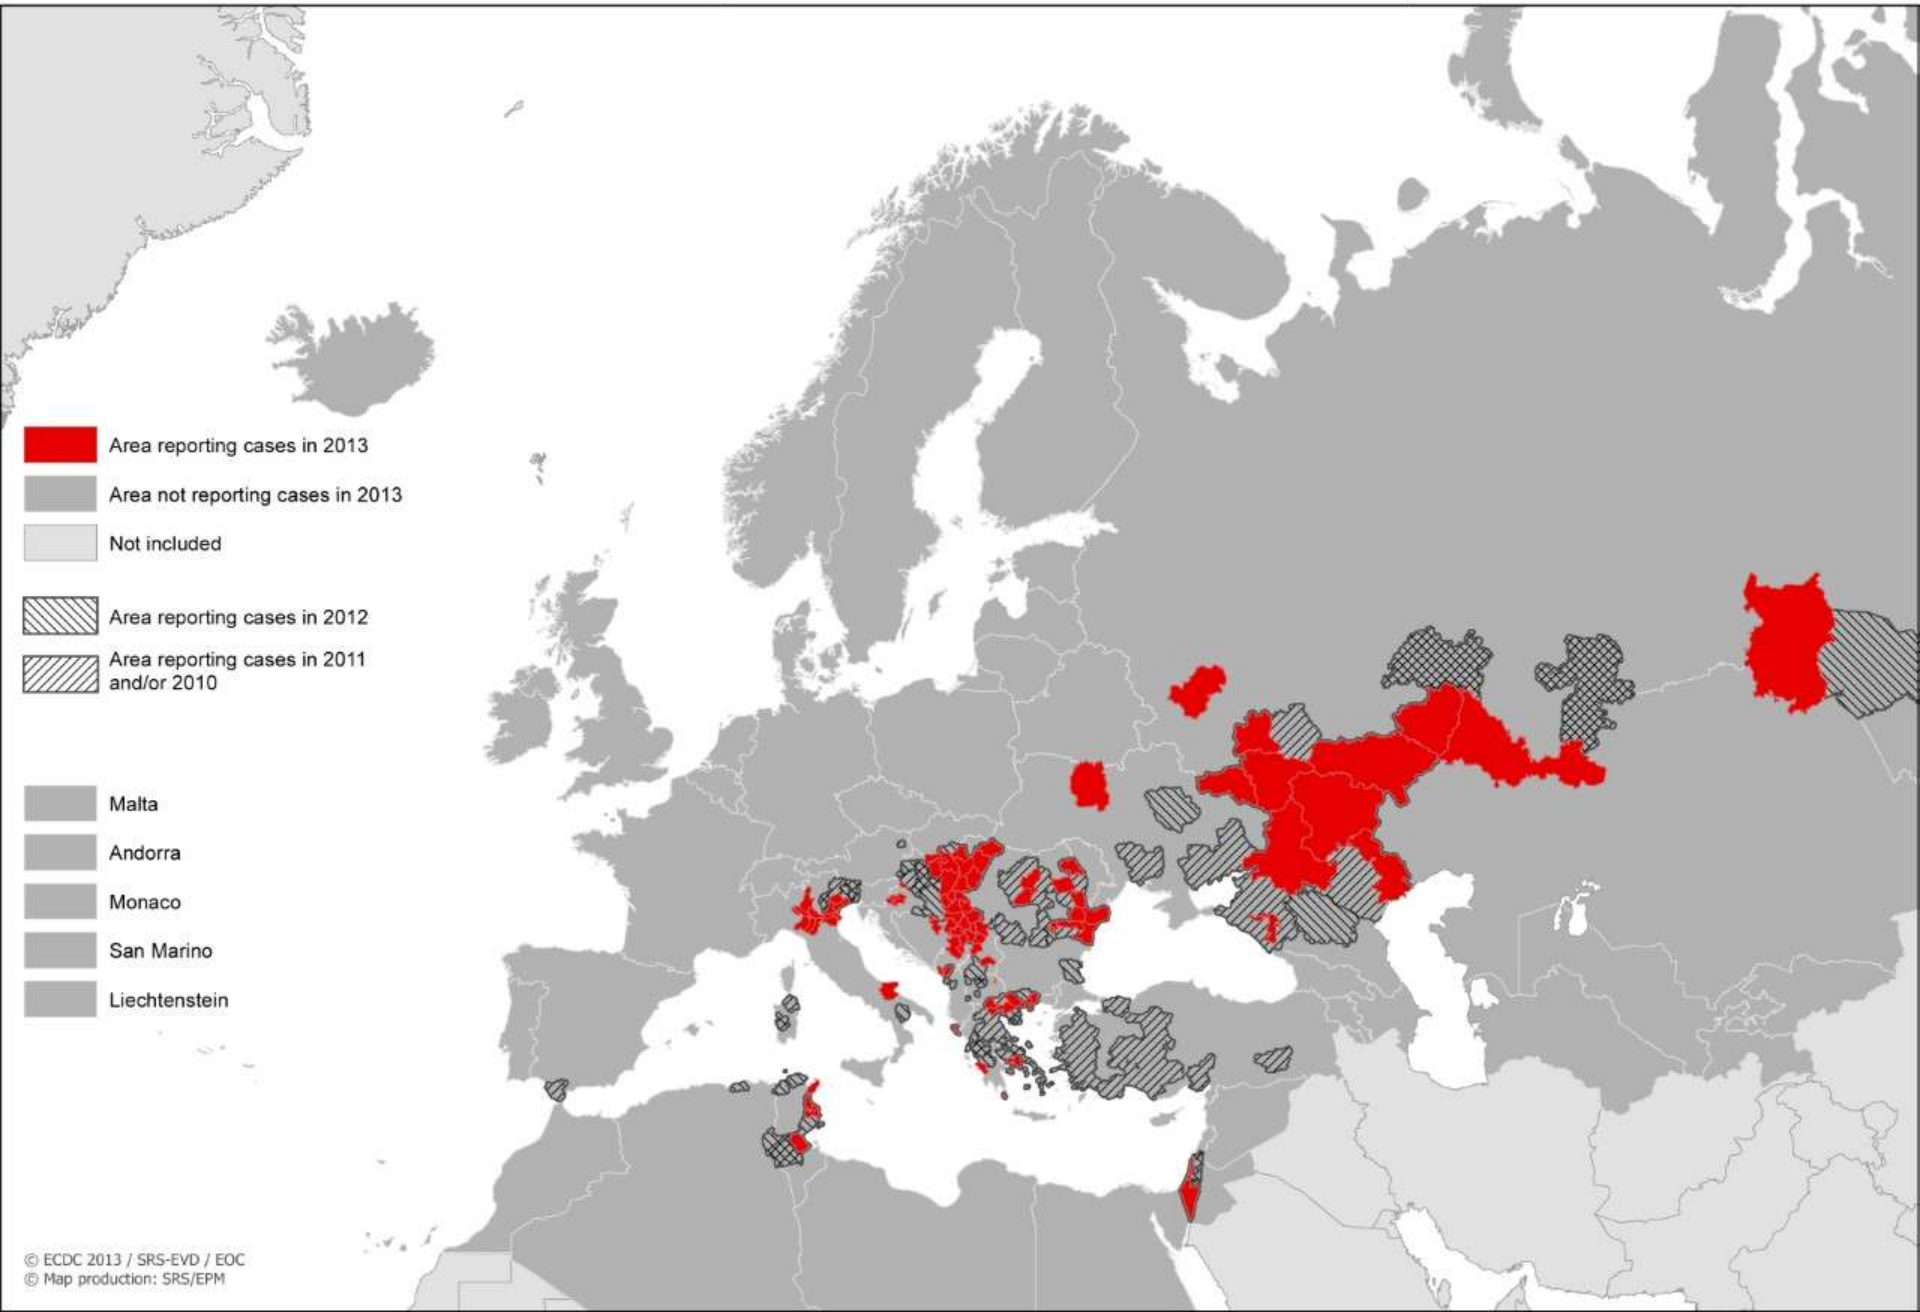 Area reporting cases in 2013
Area not reporting cases in 2013
Not included
Area reporting cases in 2012
Area reporting cases in 2011
and/or 2010
Malta
Andorra
Monaco
San Marino
Liechtenstein
© ECDC 2013 / SRS-EVD / EOC
© Map production: SRS/EPM